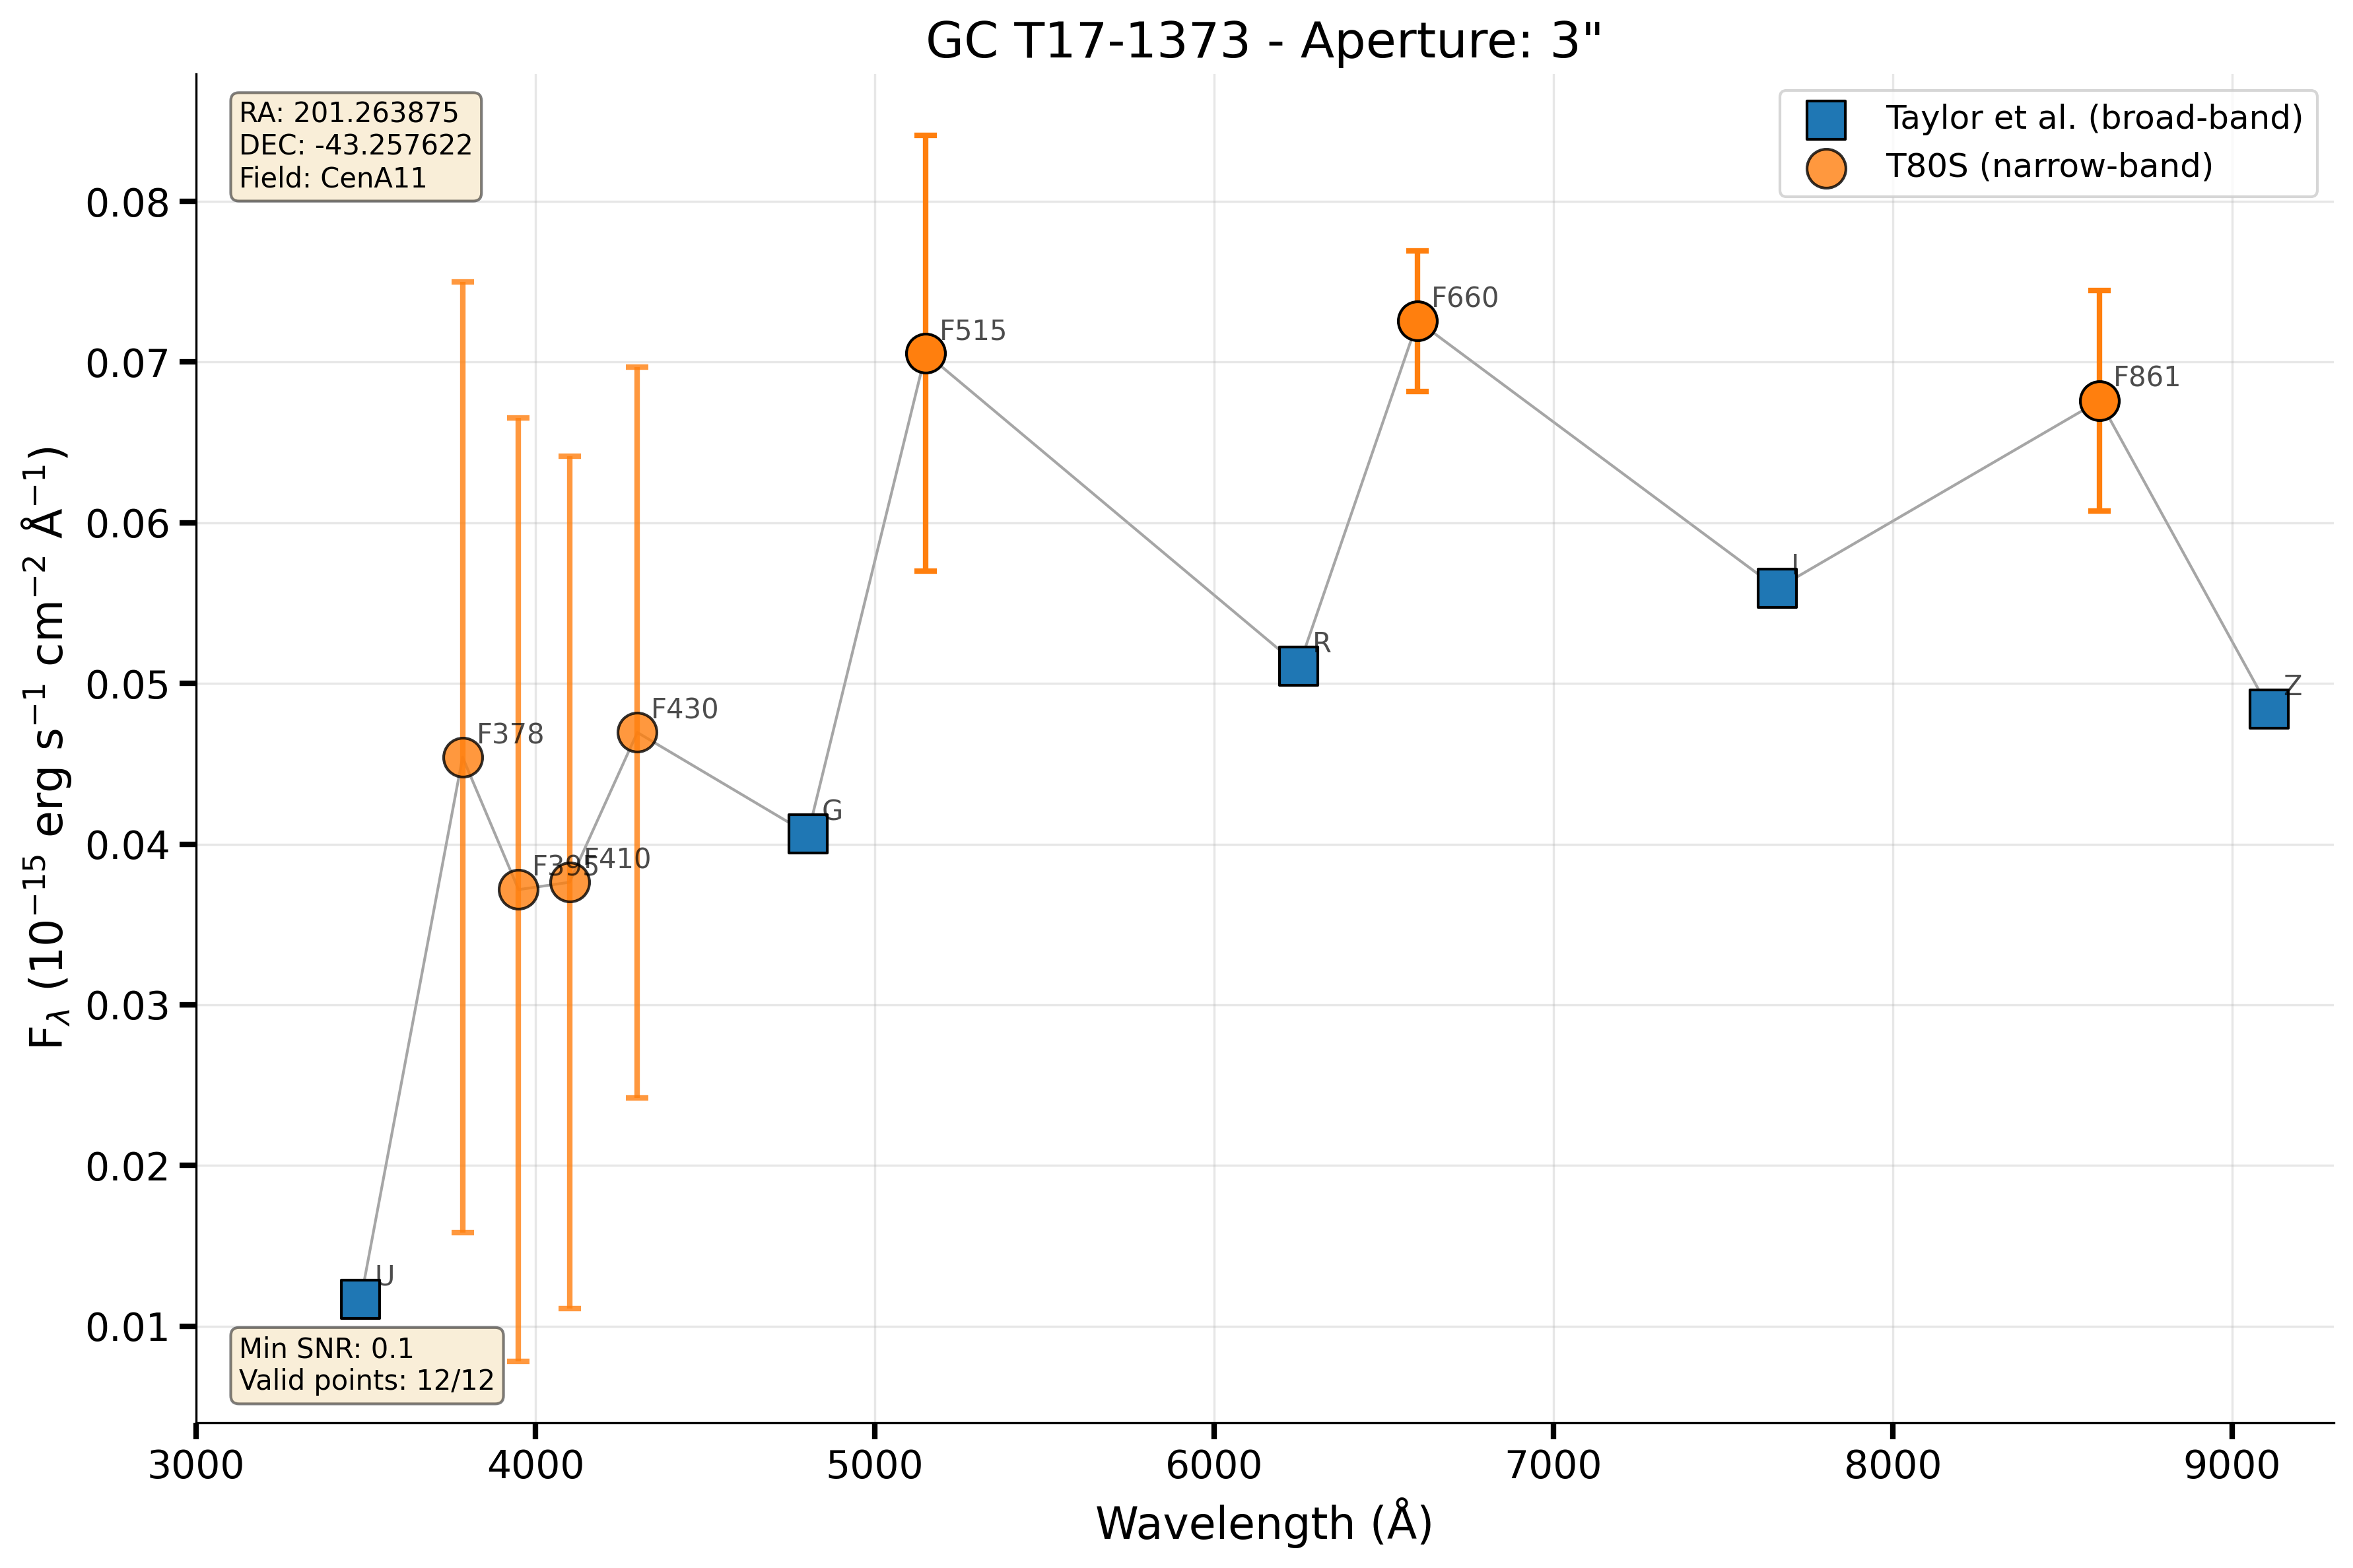 GC T17-1373 - Aperture: 3"
RA: 201.263875
DEC: -43.257622
Field: CenA11
Taylor et al. (broad-band)
T80S (narrow-band)
F$_{\lambda}$ (10$^{-15}$ erg s$^{-1}$ cm$^{-2}$ Å$^{-1}$)
0.08
0.07
0.06
0.05
0.04
0.03
0.02
0.01
U
F378
F395
F410
F430
G
F515
R
F660
I
F861
Z
Min SNR: 0.1
Valid points: 12/12
3000 4000 5000 6000 7000 8000 9000
Wavelength (Å)